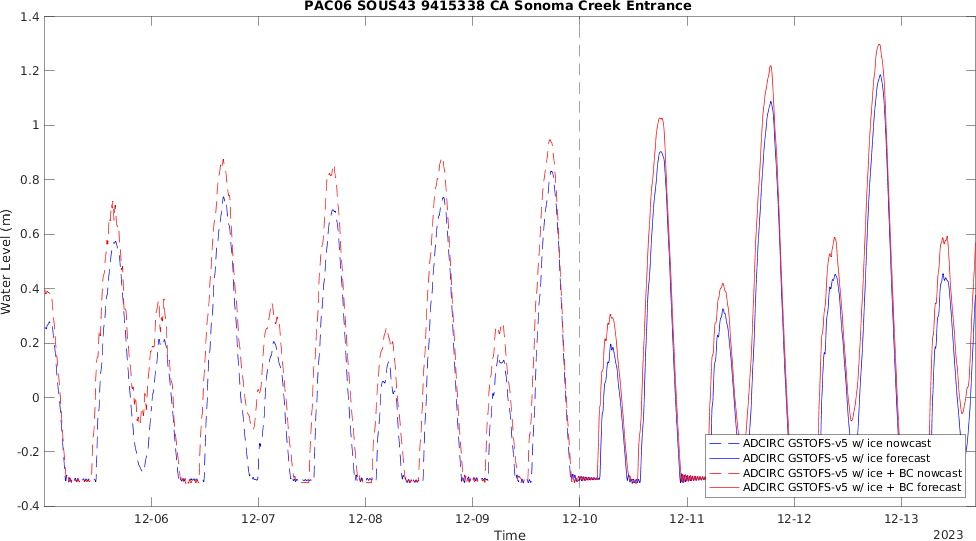 PAC06 SOUS43 9415338 CA Sonoma Creek Entrance
1.4
1.2
1
0.8
0.6
0.4
0.2
0
-0.2
-0.4
Water Level (m)
ADCIRC GSTOFS-v5 w/ ice nowcast
ADCIRC GSTOFS-v5 w/ ice forecast
ADCIRC GSTOFS-v5 w/ ice + BC nowcast
ADCIRC GSTOFS-v5 w/ ice + BC forecast
12-06 12-07 12-08 12-09 12-10 12-11 12-12 12-13
Time
2023